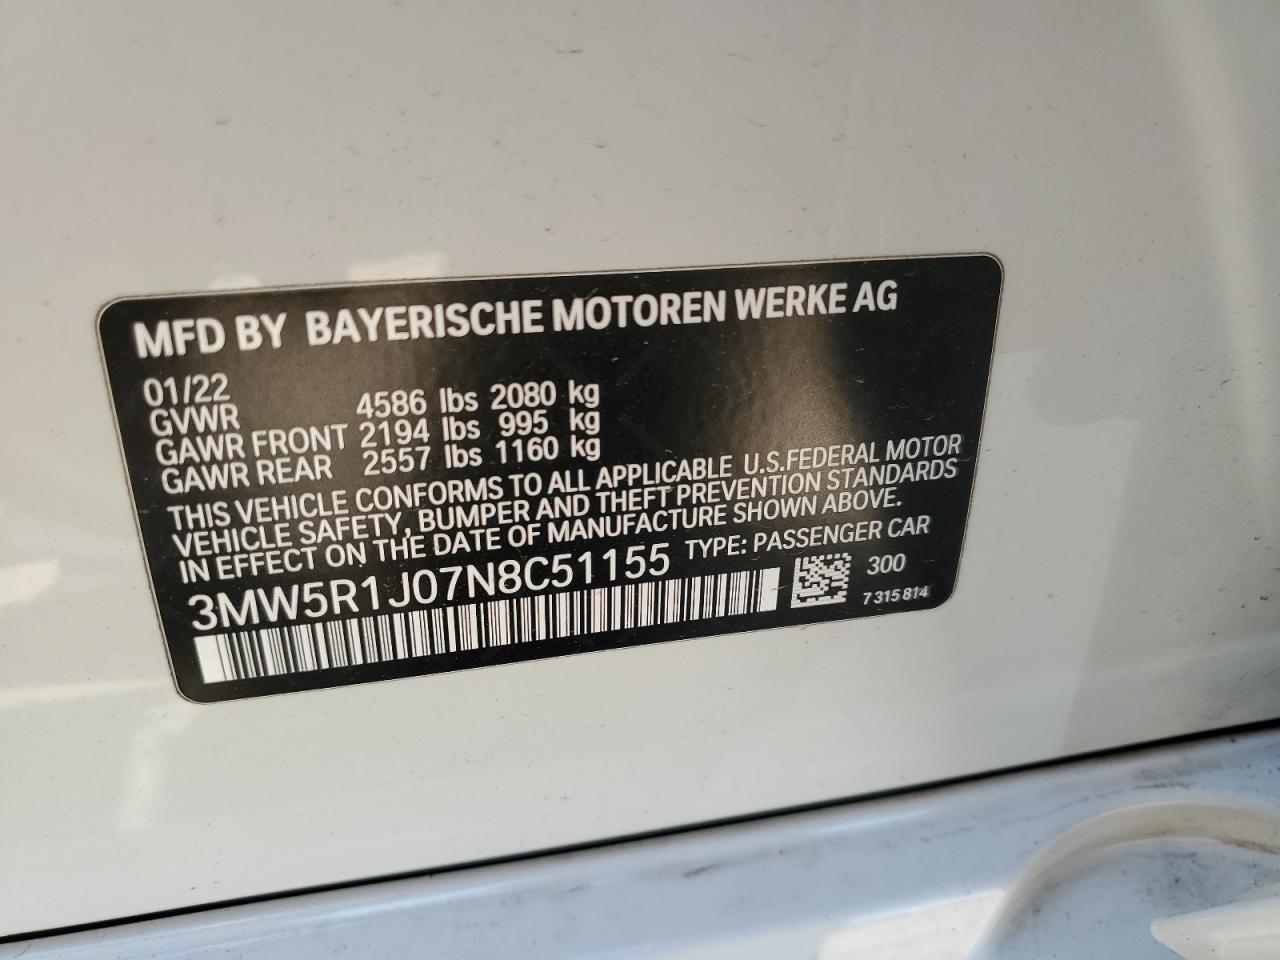 MFD BY BAYERISCHE MOTOREN WERKE AG
01/22
GVWR 4586 lbs 2080 kg
GAWR FRONT 2194 lbs 995 kg
GAWR REAR 2557 lbs 1160 kg
THIS VEHICLE CONFORMS TO ALL APPLICABLE U.S.FEDERAL MOTOR
VEHICLE SAFETY, BUMPER AND THEFT PREVENTION STANDARDS
IN EFFECT ON THE DATE OF MANUFACTURE SHOWN ABOVE.
3MW5R1J07N8C51155 TYPE: PASSENGER CAR
300
7 315 814